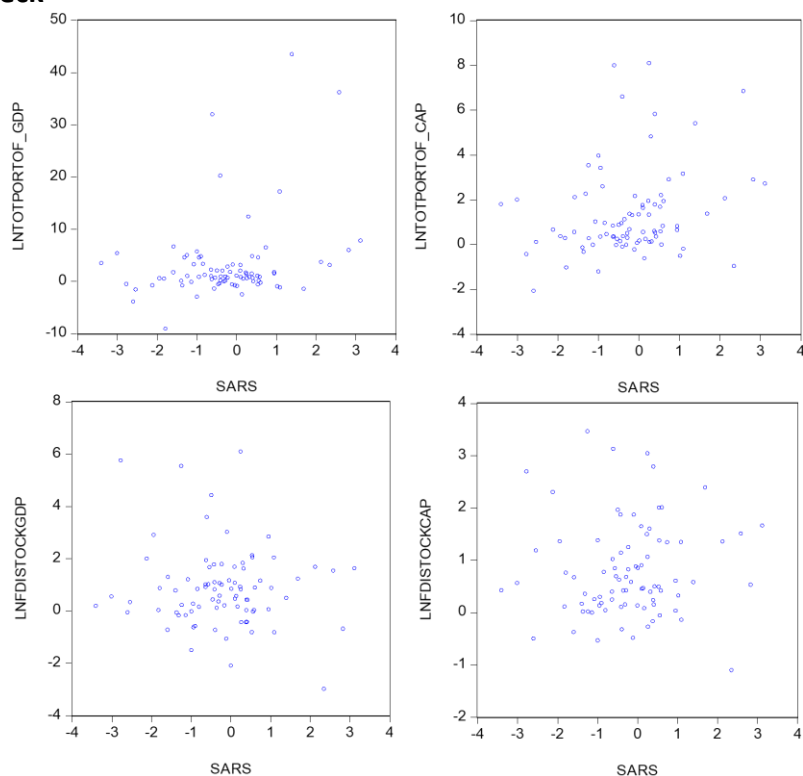 LNTOTPORTOF_GDP
50
40
30
20
10
0
-10
-4 -3 -2 -1 0 1 2 3 4
SARS
LNTOTPORTOF_CAP
10
8
6
4
2
0
-2
-4
-4 -3 -2 -1 0 1 2 3 4
SARS
LNFDISTOCKGDP
8
6
4
2
0
-2
-4
-4 -3 -2 -1 0 1 2 3 4
SARS
LNFDISTOCKCAP
4
3
2
1
0
-1
-2
-4 -3 -2 -1 0 1 2 3 4
SARS